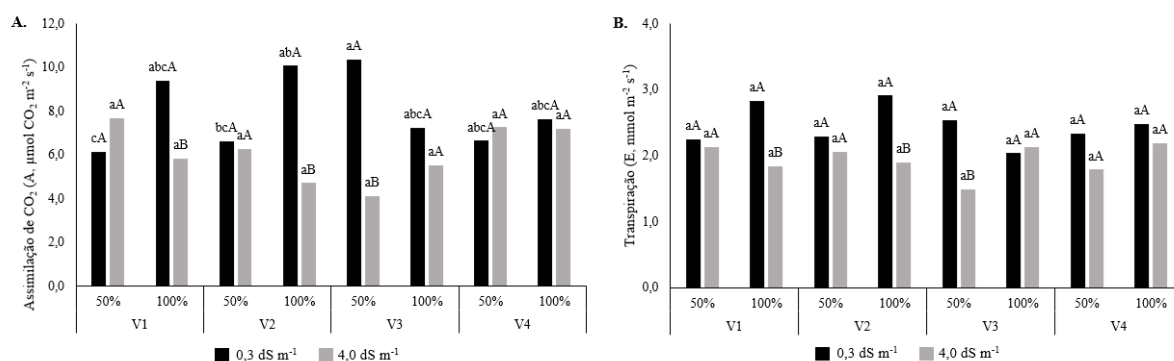 A.
Assimilação de CO₂ (A, µmol CO₂ m⁻² s⁻¹)
12,0
10,0
8,0
6,0
4,0
2,0
0,0
cA aA abcA aB bcA aA abA aB aA aB abcA aA abcA aA abcA aA
50% 100% 50% 100% 50% 100% 50% 100%
V1 V2 V3 V4
0,3 dS m⁻¹ 4,0 dS m⁻¹
B.
Transpiração (E, mmol m⁻² s⁻¹)
4,0
3,0
2,0
1,0
0,0
aA aA aA aB aA aA aA aB aA aB aA aA aA aA aA aA
50% 100% 50% 100% 50% 100% 50% 100%
V1 V2 V3 V4
0,3 dS m⁻¹ 4,0 dS m⁻¹